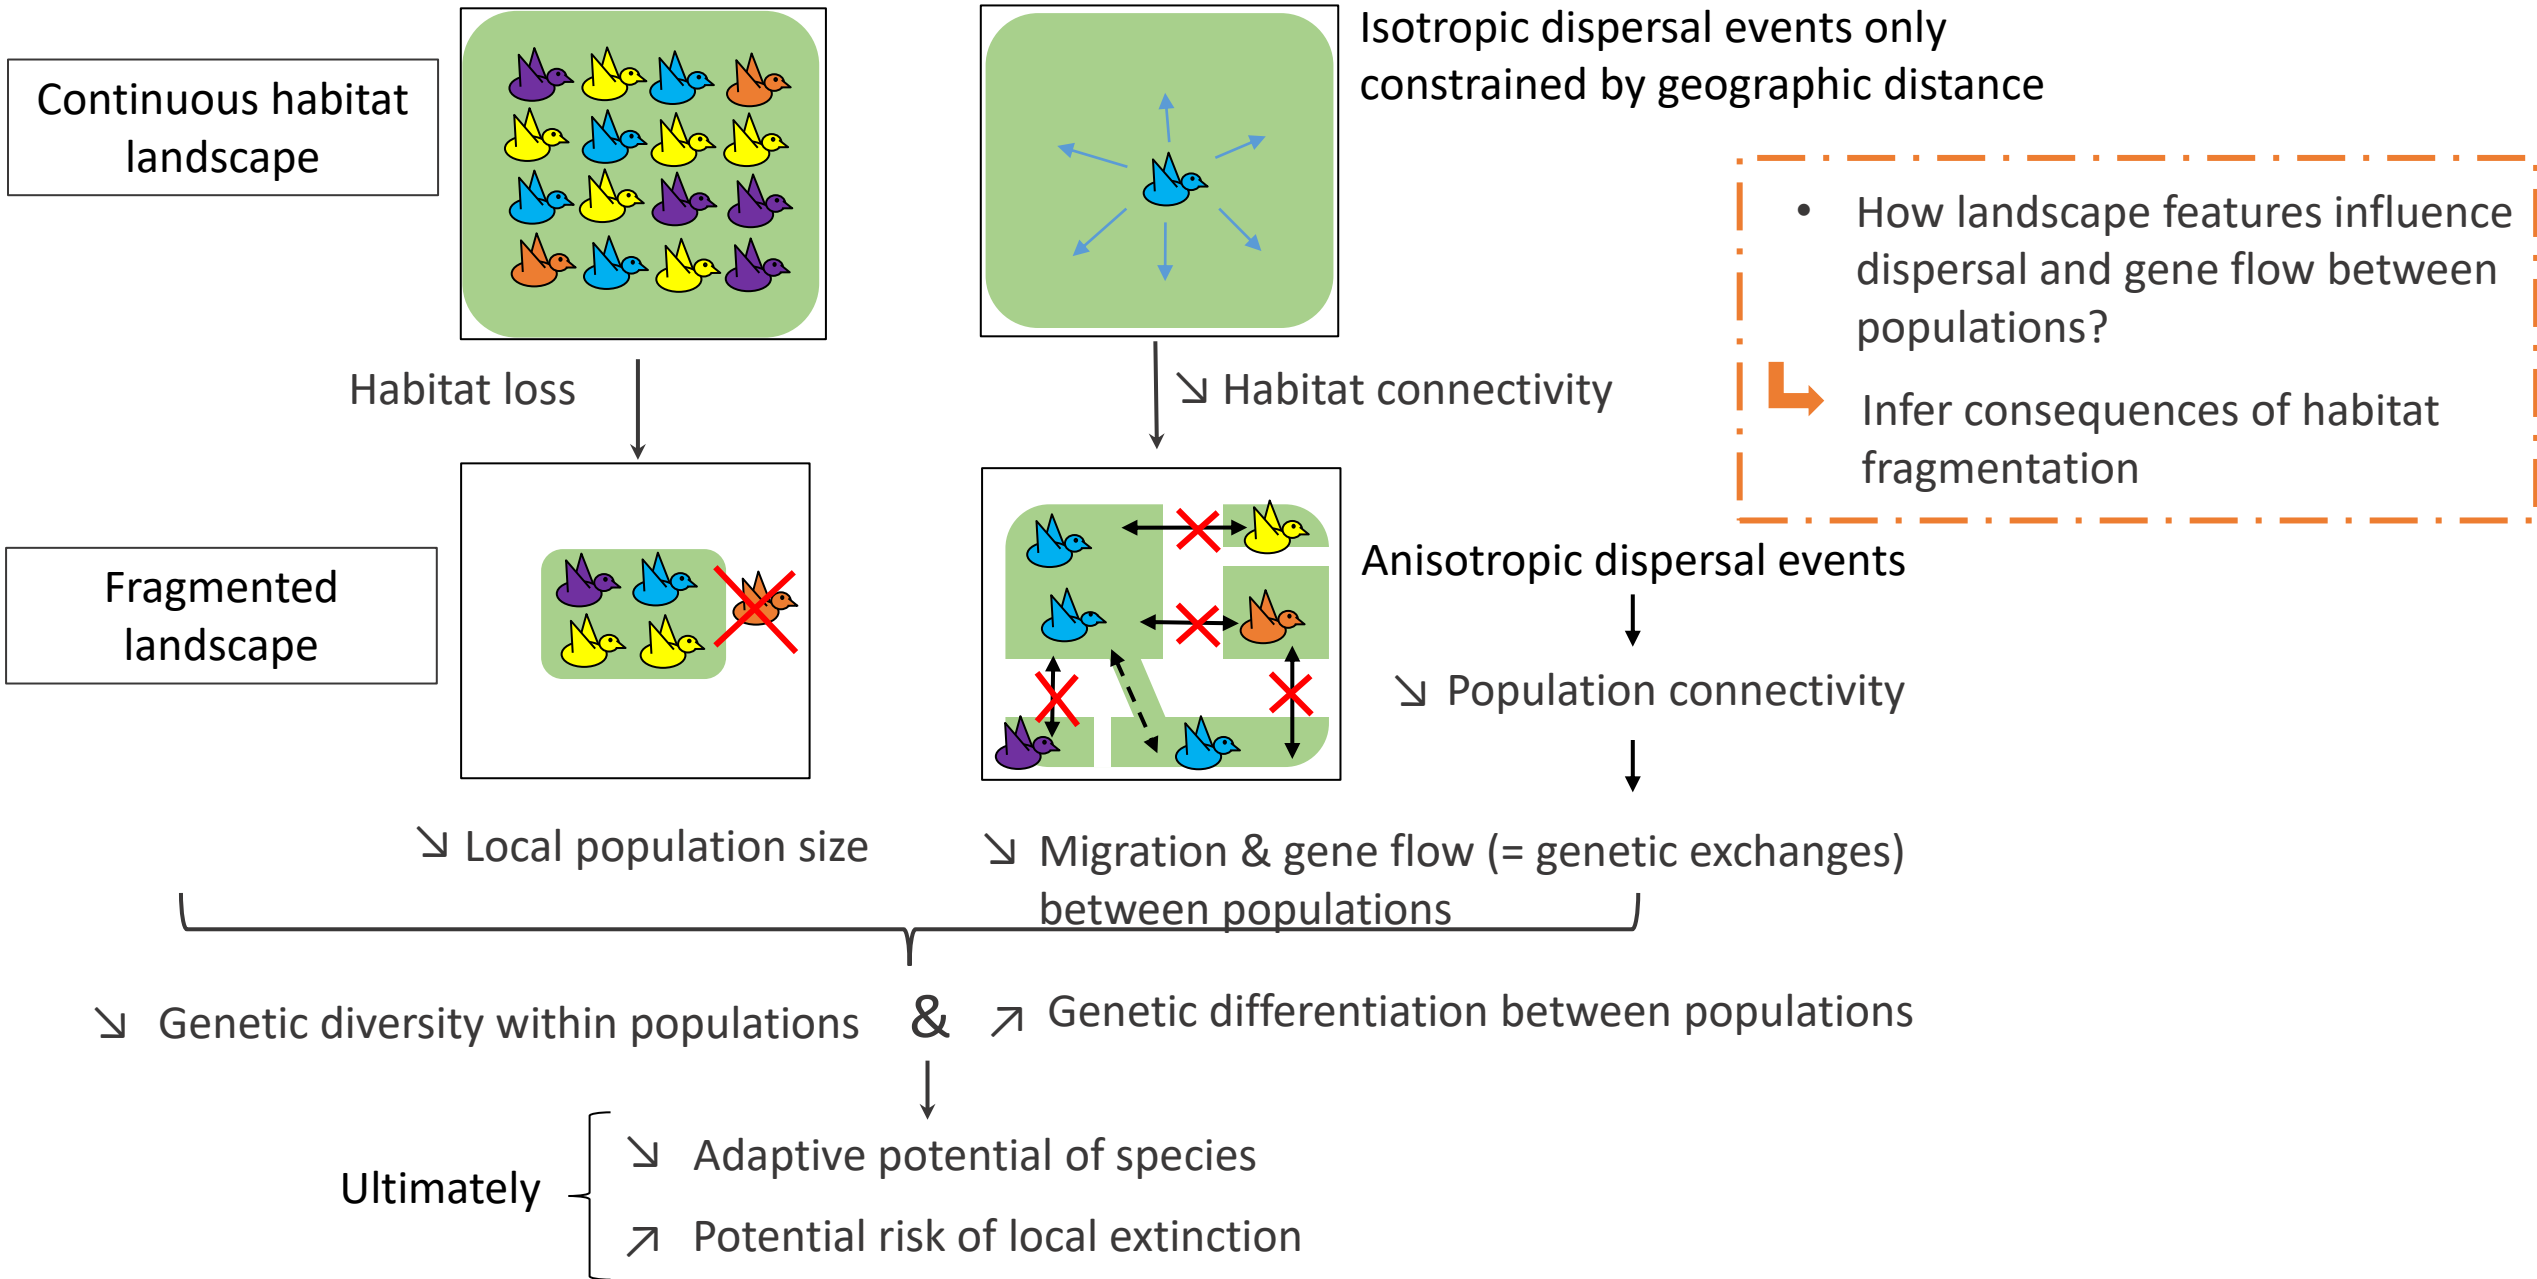 Isotropic dispersal events only
constrained by geographic distance
Continuous habitat
landscape
• How landscape features influence
dispersal and gene flow between
populations?
Infer consequences of habitat
fragmentation
Habitat loss
↘ Habitat connectivity
Fragmented
landscape
Anisotropic dispersal events
↘ Population connectivity
↘ Local population size
↘ Migration & gene flow (= genetic exchanges)
between populations
↘ Genetic diversity within populations & ↗ Genetic differentiation between populations
Ultimately
↘ Adaptive potential of species
↗ Potential risk of local extinction